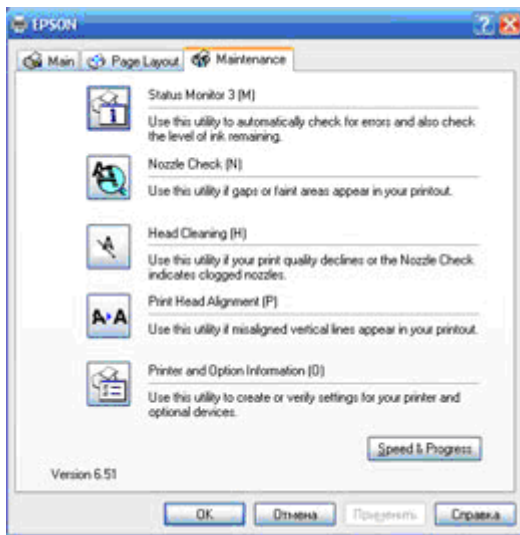 EPSON
Main
Page Layout
Maintenance
Status Monitor 3 (M)
Use this utility to automatically check for errors and also check
the level of ink remaining.
Nozzle Check (N)
Use this utility if gaps or faint areas appear in your printout.
Head Cleaning (H)
Use this utility if your print quality declines or the Nozzle Check
indicates clogged nozzles.
Print Head Alignment (P)
Use this utility if misaligned vertical lines appear in your printout.
Printer and Option Information (O)
Use this utility to create or verify settings for your printer and
optional devices.
Speed & Progress
Version 6.51
OK
Отмена
Применить
Справка